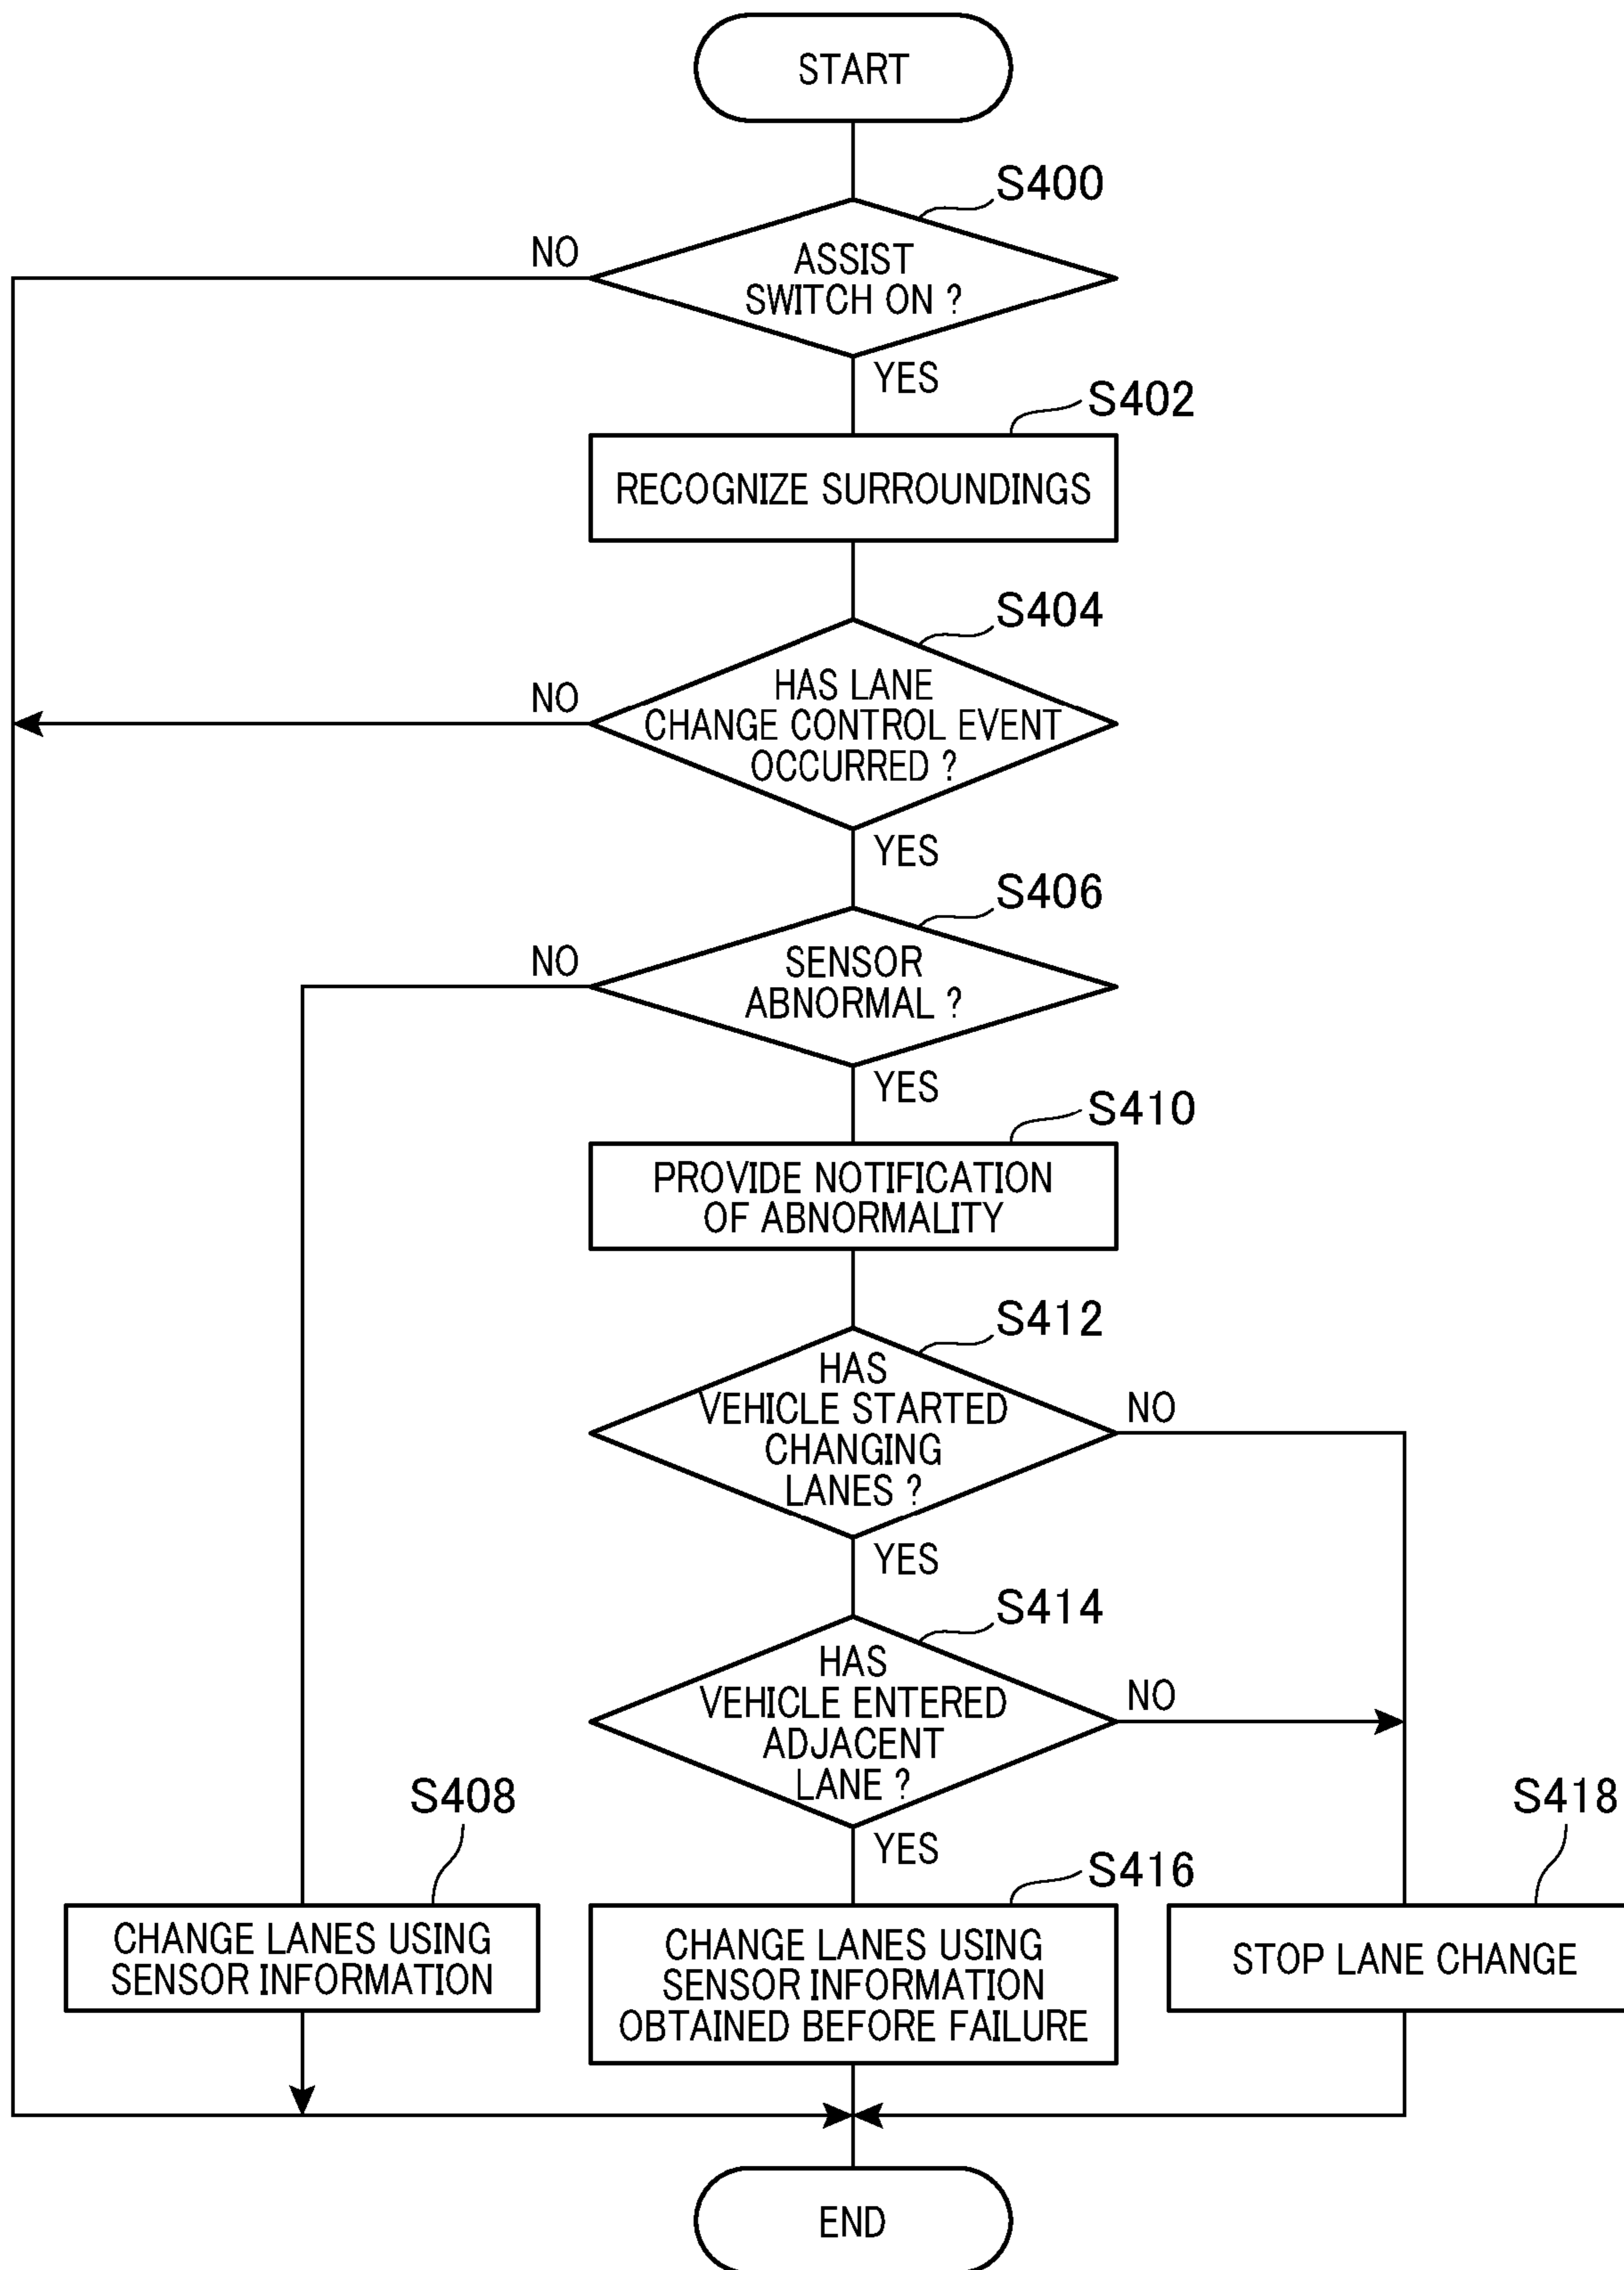 START
S400
NO
ASSIST
SWITCH ON ?
YES
S402
RECOGNIZE SURROUNDINGS
S404
NO
HAS LANE
CHANGE CONTROL EVENT
OCCURRED ?
YES
S406
NO
SENSOR
ABNORMAL ?
YES
S410
PROVIDE NOTIFICATION
OF ABNORMALITY
S412
HAS
VEHICLE STARTED
CHANGING
LANES ?
NO
YES
S414
HAS
VEHICLE ENTERED
ADJACENT
LANE ?
NO
YES
S408
CHANGE LANES USING
SENSOR INFORMATION
S416
CHANGE LANES USING
SENSOR INFORMATION
OBTAINED BEFORE FAILURE
S418
STOP LANE CHANGE
END